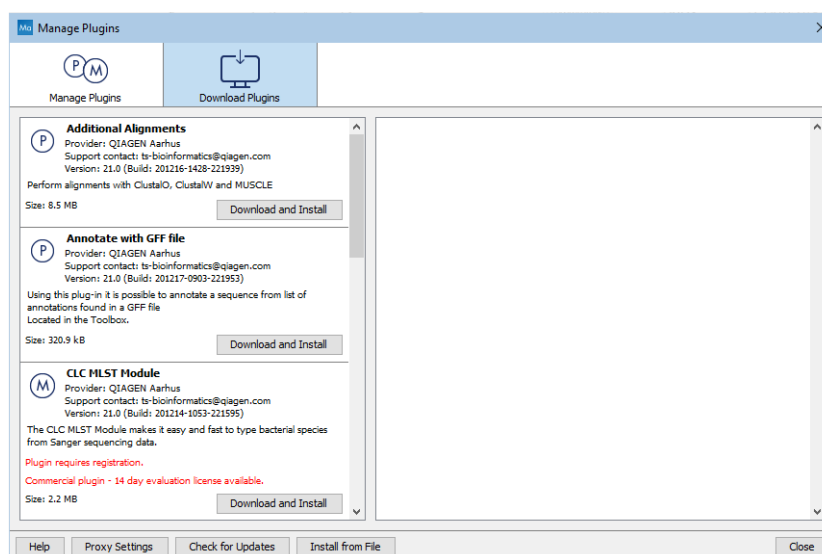 Mo Manage Plugins
P M
Manage Plugins
Download Plugins
P
Additional Alignments
Provider: QIAGEN Aarhus
Support contact: ts-bioinformatics@qiagen.com
Version: 21.0 (Build: 201216-1428-221939)
Perform alignments with ClustalO, ClustalW and MUSCLE
Size: 8.5 MB
Download and Install
P
Annotate with GFF file
Provider: QIAGEN Aarhus
Support contact: ts-bioinformatics@qiagen.com
Version: 21.0 (Build: 201217-0903-221953)
Using this plug-in it is possible to annotate a sequence from list of
annotations found in a GFF file
Located in the Toolbox.
Size: 320.9 kB
Download and Install
M
CLC MLST Module
Provider: QIAGEN Aarhus
Support contact: ts-bioinformatics@qiagen.com
Version: 21.0 (Build: 201214-1053-221595)
The CLC MLST Module makes it easy and fast to type bacterial species
from Sanger sequencing data.
Plugin requires registration.
Commercial plugin - 14 day evaluation license available.
Size: 2.2 MB
Download and Install
Help
Proxy Settings
Check for Updates
Install from File
Close